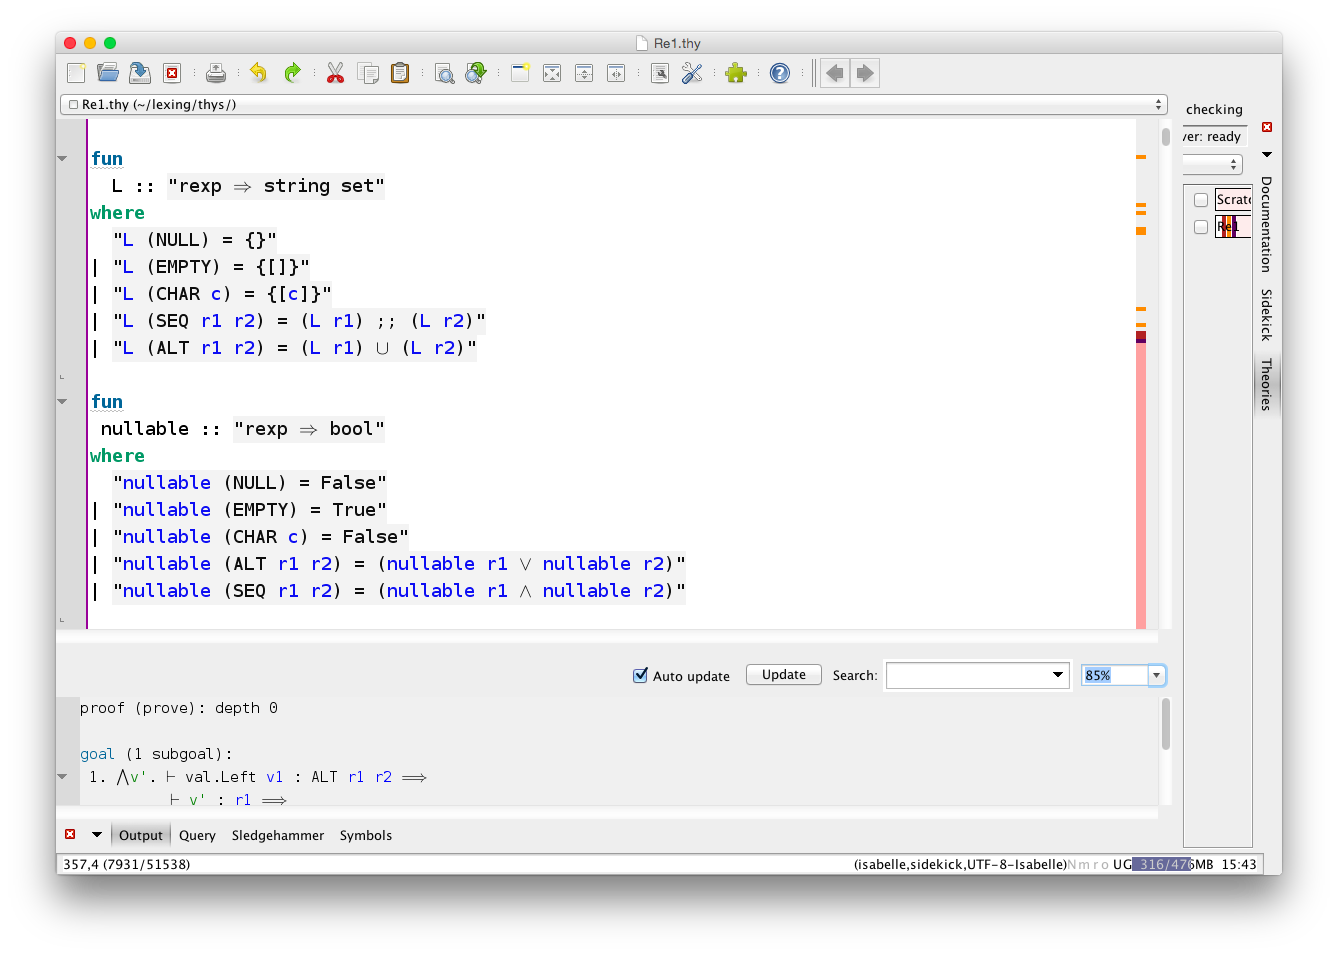 Re1.thy
Re1.thy (~/lexing/thys/)
fun
L :: "rexp ⇒ string set"
where
"L (NULL) = {}"
| "L (EMPTY) = {[]}"
| "L (CHAR c) = {[c]}"
| "L (SEQ r1 r2) = (L r1) ;; (L r2)"
| "L (ALT r1 r2) = (L r1) ∪ (L r2)"
fun
nullable :: "rexp ⇒ bool"
where
"nullable (NULL) = False"
| "nullable (EMPTY) = True"
| "nullable (CHAR c) = False"
| "nullable (ALT r1 r2) = (nullable r1 ∨ nullable r2)"
| "nullable (SEQ r1 r2) = (nullable r1 ∧ nullable r2)"
checking
ver: ready
Scrat
Re1
Documentation
Sidekick
Theories
Auto update Update Search: 85%
proof (prove): depth 0
goal (1 subgoal):
1. ⋀v'. ⊢ val.Left v1 : ALT r1 r2 ⟹
⊢ v' : r1 ⟹
Output Query Sledgehammer Symbols
357,4 (7931/51538) (isabelle,sidekick,UTF-8-Isabelle)Nmro UG 316/476MB 15:43